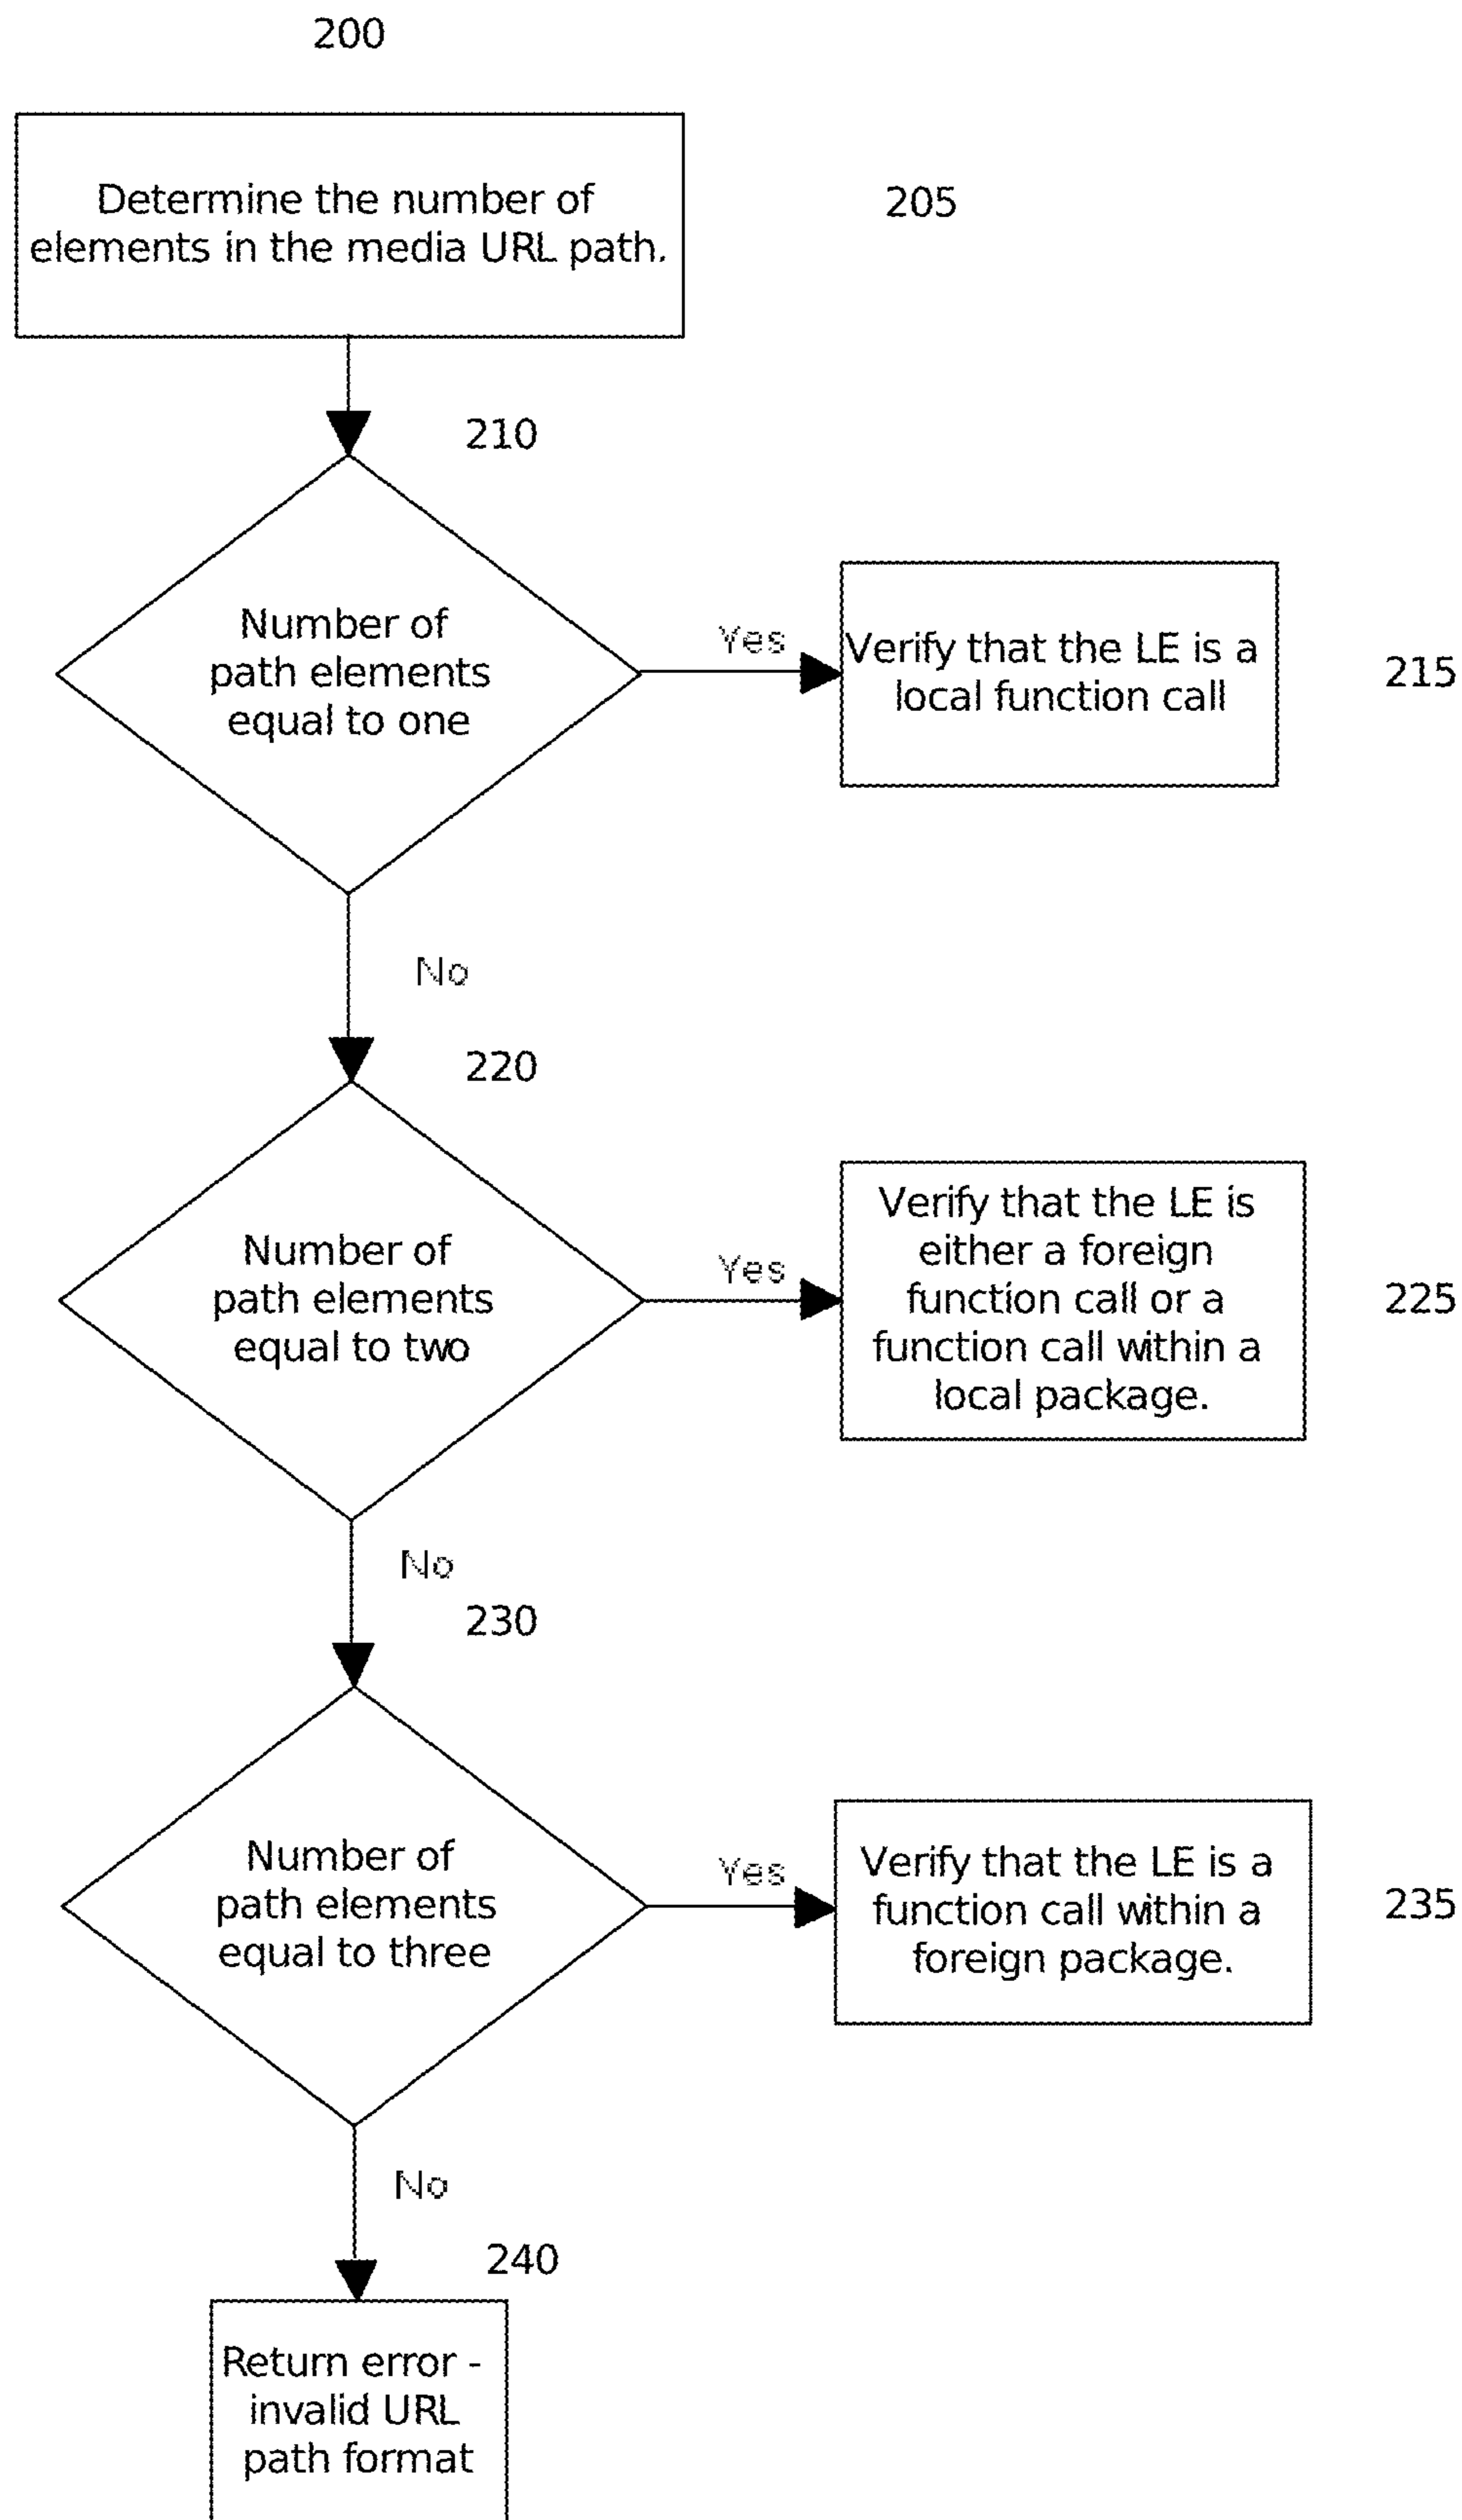 200
Determine the number of
elements in the media URL path.
205
210
Number of
path elements
equal to one
Yes
Verify that the LE is a
local function call
215
No
220
Number of
path elements
equal to two
Yes
Verify that the LE is
either a foreign
function call or a
function call within a
local package.
225
No
230
Number of
path elements
equal to three
Yes
Verify that the LE is a
function call within a
foreign package.
235
No
240
Return error -
invalid URL
path format